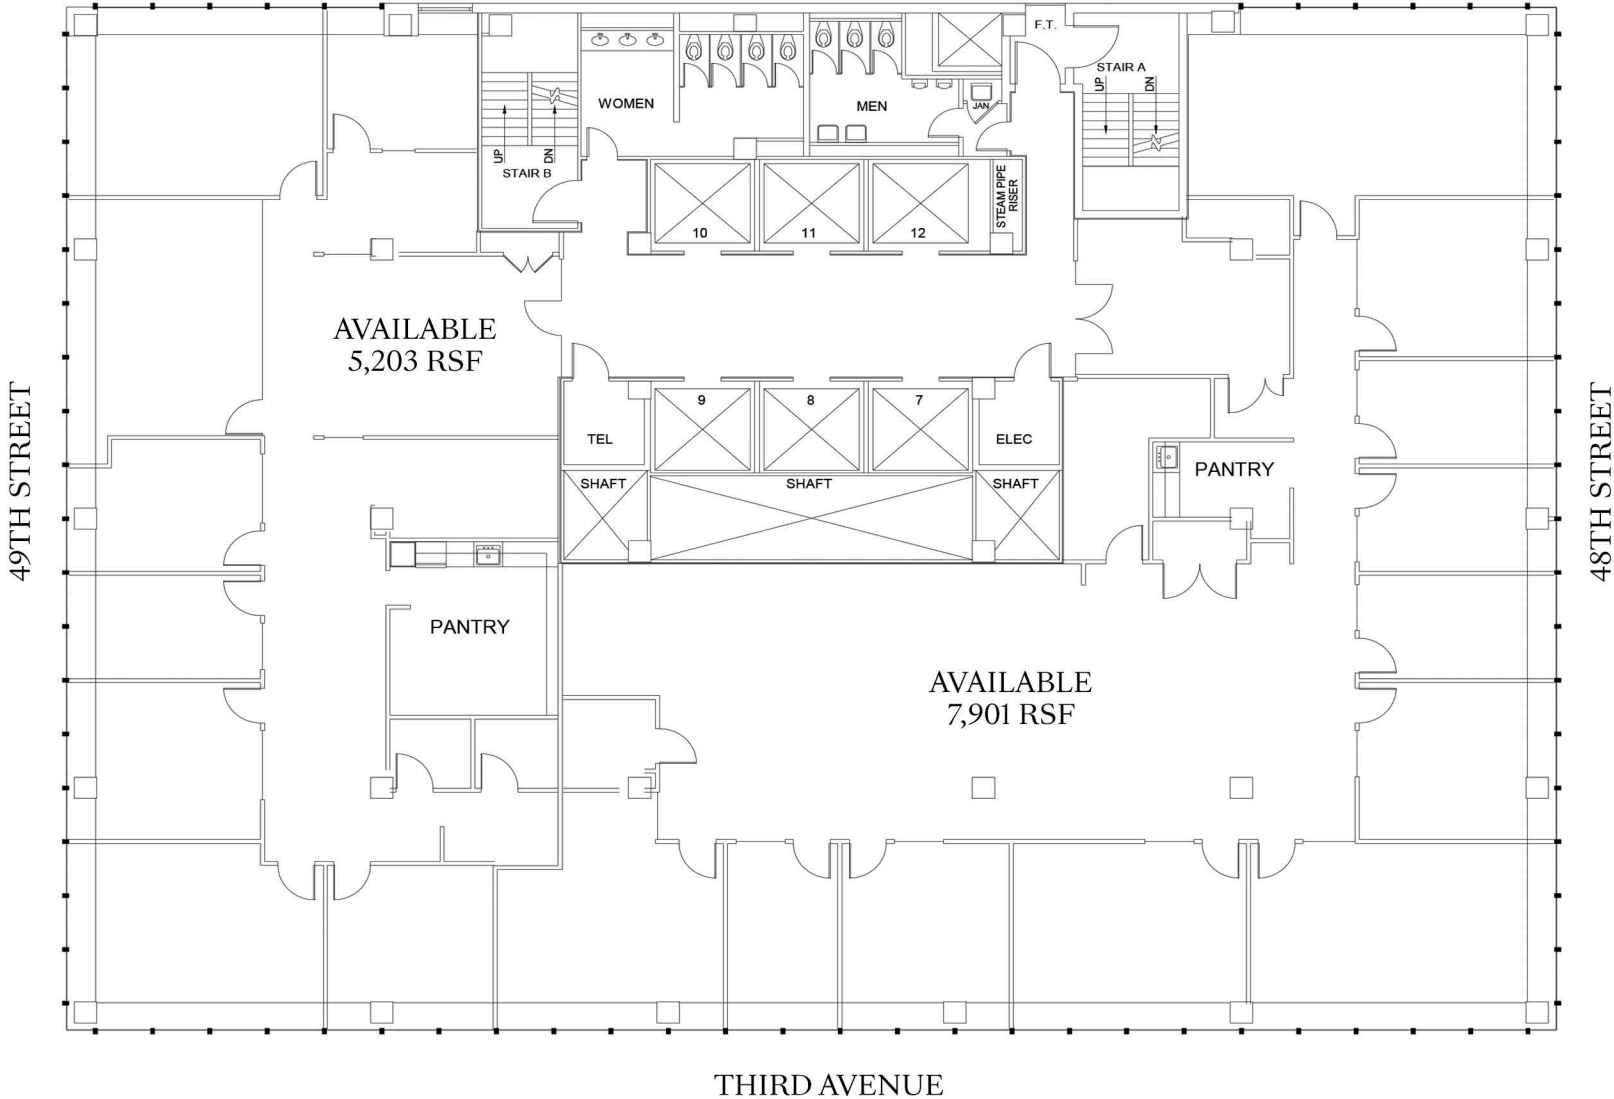 F.T.
STAIR A
UP
DN
WOMEN
MEN
JAN
UP
DN
STAIR B
STEAM PIPE
RISER
10
11
12
AVAILABLE
5,203 RSF
9
8
7
TEL
ELEC
PANTRY
SHAFT
SHAFT
SHAFT
49TH STREET
48TH STREET
PANTRY
AVAILABLE
7,901 RSF
THIRD AVENUE